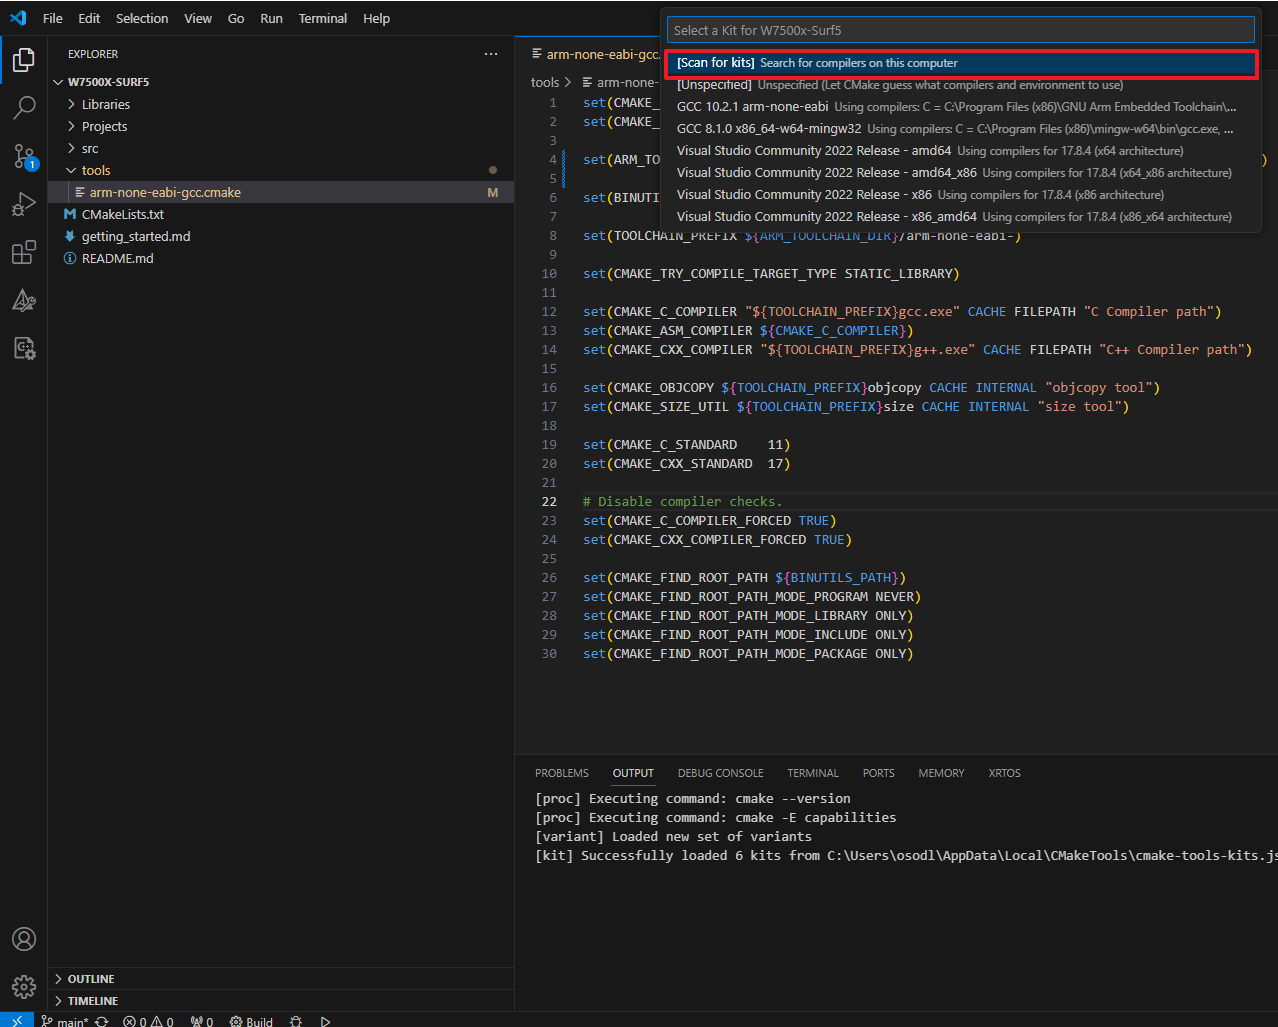 File Edit Selection View Go Run Terminal Help
Select a Kit for W7500x-Surf5
[Scan for kits] Search for compilers on this computer
[Unspecified] Unspecified (Let CMake guess what compilers and environment to use)
GCC 10.2.1 arm-none-eabi Using compilers: C = C:\Program Files (x86)\GNU Arm Embedded Toolchain\...
GCC 8.1.0 x86_64-w64-mingw32 Using compilers: C = C:\Program Files (x86)\mingw-w64\bin\gcc.exe, ...
Visual Studio Community 2022 Release - amd64 Using compilers for 17.8.4 (x64 architecture)
Visual Studio Community 2022 Release - amd64_x86 Using compilers for 17.8.4 (x64_x86 architecture)
Visual Studio Community 2022 Release - x86 Using compilers for 17.8.4 (x86 architecture)
Visual Studio Community 2022 Release - x86_amd64 Using compilers for 17.8.4 (x86_x64 architecture)
EXPLORER ...
W7500X-SURF5
Libraries
Projects
src
tools
arm-none-eabi-gcc.cmake M
CMakeLists.txt
getting_started.md
README.md
1
OUTLINE
TIMELINE
arm-none-eabi-gcc.
tools > arm-none-
1 set(CMAKE_
2 set(CMAKE_
3
4 set(ARM_TO )
5
6 set(BINUTI
7
8 set(TOOLCHAIN_PREFIX ${ARM_TOOLCHAIN_DIR}/arm-none-eabi-)
9
10 set(CMAKE_TRY_COMPILE_TARGET_TYPE STATIC_LIBRARY)
11
12 set(CMAKE_C_COMPILER "${TOOLCHAIN_PREFIX}gcc.exe" CACHE FILEPATH "C Compiler path")
13 set(CMAKE_ASM_COMPILER ${CMAKE_C_COMPILER})
14 set(CMAKE_CXX_COMPILER "${TOOLCHAIN_PREFIX}g++.exe" CACHE FILEPATH "C++ Compiler path")
15
16 set(CMAKE_OBJCOPY ${TOOLCHAIN_PREFIX}objcopy CACHE INTERNAL "objcopy tool")
17 set(CMAKE_SIZE_UTIL ${TOOLCHAIN_PREFIX}size CACHE INTERNAL "size tool")
18
19 set(CMAKE_C_STANDARD 11)
20 set(CMAKE_CXX_STANDARD 17)
21
22 # Disable compiler checks.
23 set(CMAKE_C_COMPILER_FORCED TRUE)
24 set(CMAKE_CXX_COMPILER_FORCED TRUE)
25
26 set(CMAKE_FIND_ROOT_PATH ${BINUTILS_PATH})
27 set(CMAKE_FIND_ROOT_PATH_MODE_PROGRAM NEVER)
28 set(CMAKE_FIND_ROOT_PATH_MODE_LIBRARY ONLY)
29 set(CMAKE_FIND_ROOT_PATH_MODE_INCLUDE ONLY)
30 set(CMAKE_FIND_ROOT_PATH_MODE_PACKAGE ONLY)
PROBLEMS OUTPUT DEBUG CONSOLE TERMINAL PORTS MEMORY XRTOS
[proc] Executing command: cmake --version
[proc] Executing command: cmake -E capabilities
[variant] Loaded new set of variants
[kit] Successfully loaded 6 kits from C:\Users\osodl\AppData\Local\CMakeTools\cmake-tools-kits.js
main* 0 0 0 Build